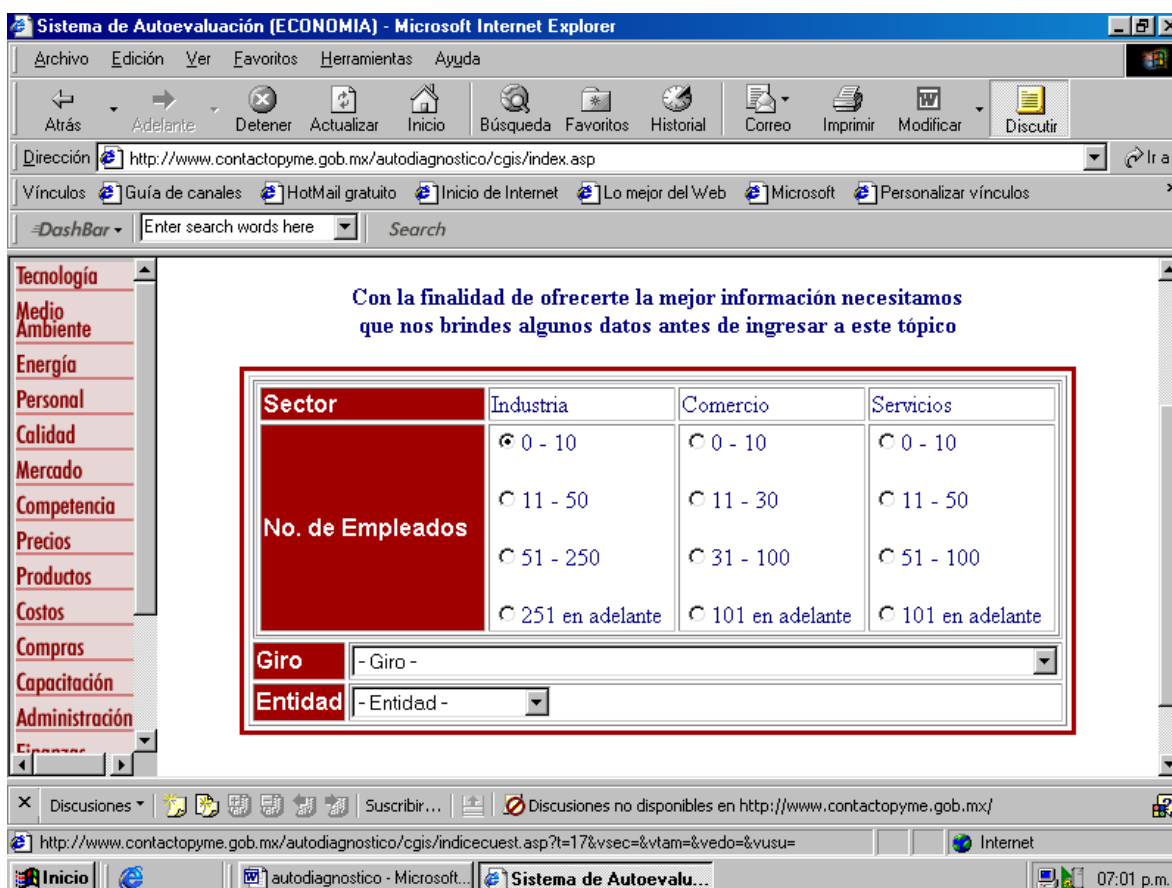 Sistema de Autoevaluación (ECONOMIA) - Microsoft Internet Explorer
Archivo Edición Ver Favoritos Herramientas Ayuda
Atrás Adelante Detener Actualizar Inicio Búsqueda Favoritos Historial Correo Imprimir Modificar Discutir
Dirección http://www.contactopyme.gob.mx/autodiagnostico/cgis/index.asp Ir a
Vínculos Guía de canales HotMail gratuito Inicio de Internet Lo mejor del Web Microsoft Personalizar vínculos
DashBar Enter search words here Search
Tecnología
Medio
Ambiente
Energía
Personal
Calidad
Mercado
Competencia
Precios
Productos
Costos
Compras
Capacitación
Administración
Finanzas
Con la finalidad de ofrecerte la mejor información necesitamos
que nos brindes algunos datos antes de ingresar a este tópico
Sector Industria Comercio Servicios
No. de Empleados
0 - 10 0 - 10 0 - 10
11 - 50 11 - 30 11 - 50
51 - 250 31 - 100 51 - 100
251 en adelante 101 en adelante 101 en adelante
Giro - Giro -
Entidad - Entidad -
Discusiones Suscribir... Discusiones no disponibles en http://www.contactopyme.gob.mx/
http://www.contactopyme.gob.mx/autodiagnostico/cgis/indicecuest.asp?t=17&vsec=&vtam=&vedo=&vusu= Internet
Inicio autodiagnostico - Microsoft... Sistema de Autoevalu... 07:01 p.m.